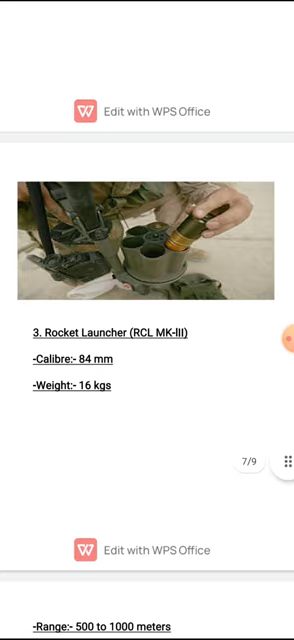 Edit with WPS Office
3. Rocket Launcher (RCL MK-III)
-Calibre:- 84 mm
-Weight:- 16 kgs
7/9
Edit with WPS Office
-Range:- 500 to 1000 meters